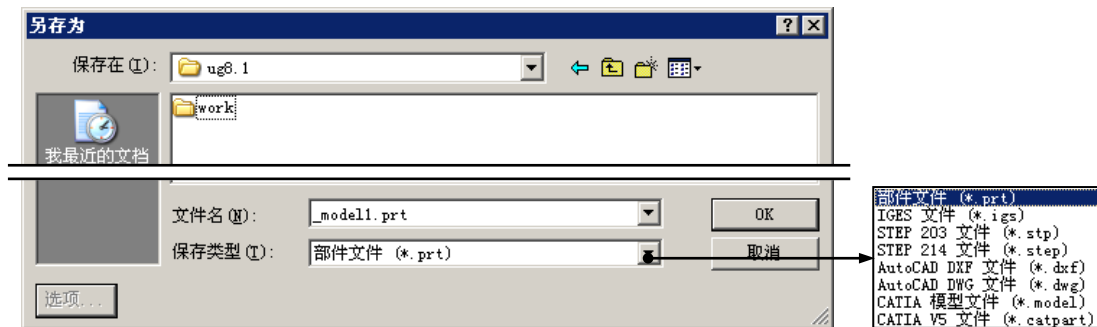 另存为
保存在(I):
ug8.1
work
我最近的文档
文件名(N):
_model1.prt
OK
保存类型(T):
部件文件 (*.prt)
取消
选项...
部件文件 (*.prt)
IGES 文件 (*.igs)
STEP 203 文件 (*.stp)
STEP 214 文件 (*.step)
AutoCAD DXF 文件 (*.dxf)
AutoCAD DWG 文件 (*.dwg)
CATIA 模型文件 (*.model)
CATIA V5 文件 (*.catpart)